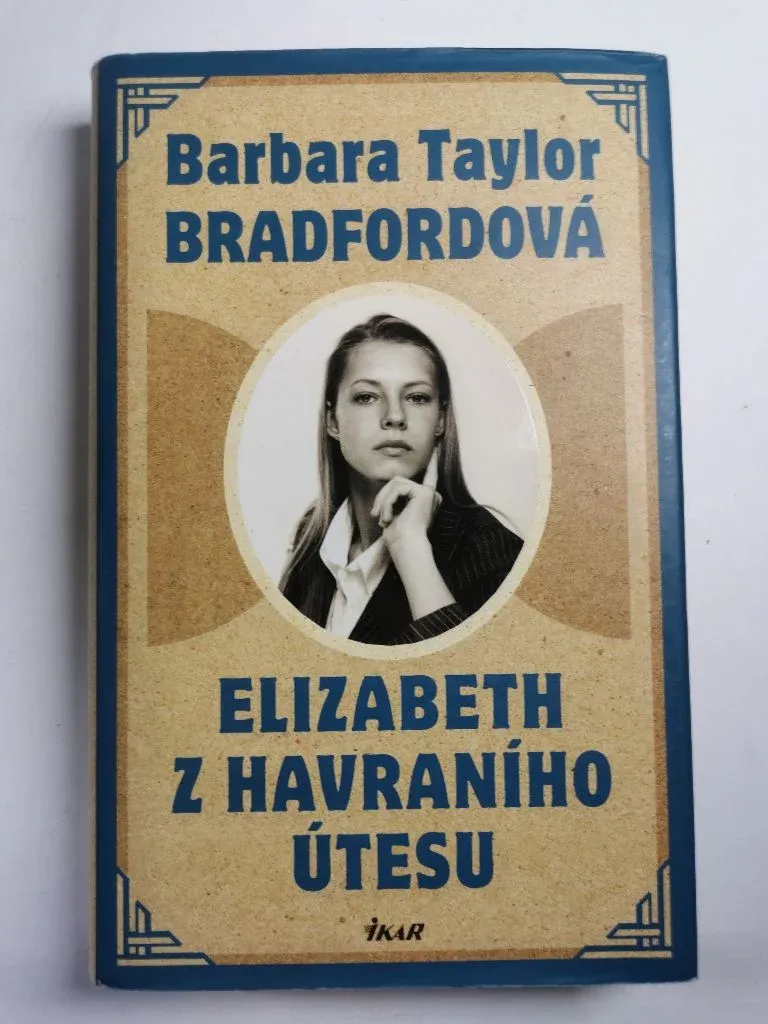 Barbara Taylor
BRADFORDOVÁ
ELIZABETH
Z HAVRANÍHO
ÚTESU
IKAR